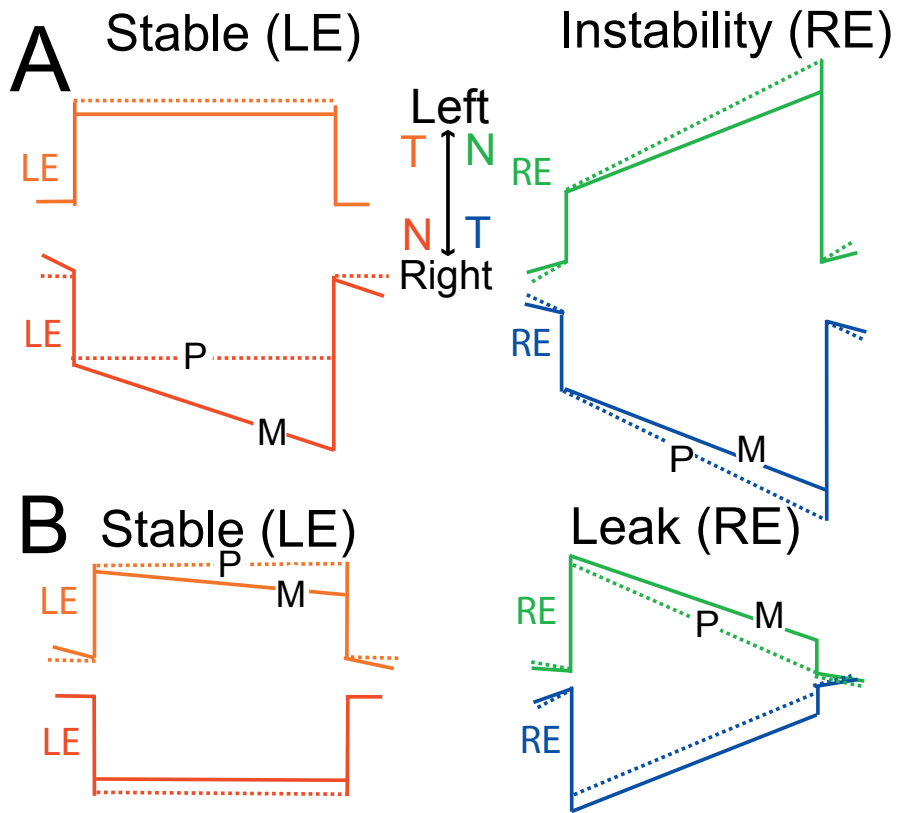 A
Stable (LE)
Instability (RE)
Left
T N
LE
RE
N T
Right
LE
RE
P
M
P
M
B
Stable (LE)
Leak (RE)
P
M
LE
RE
M
P
LE
RE